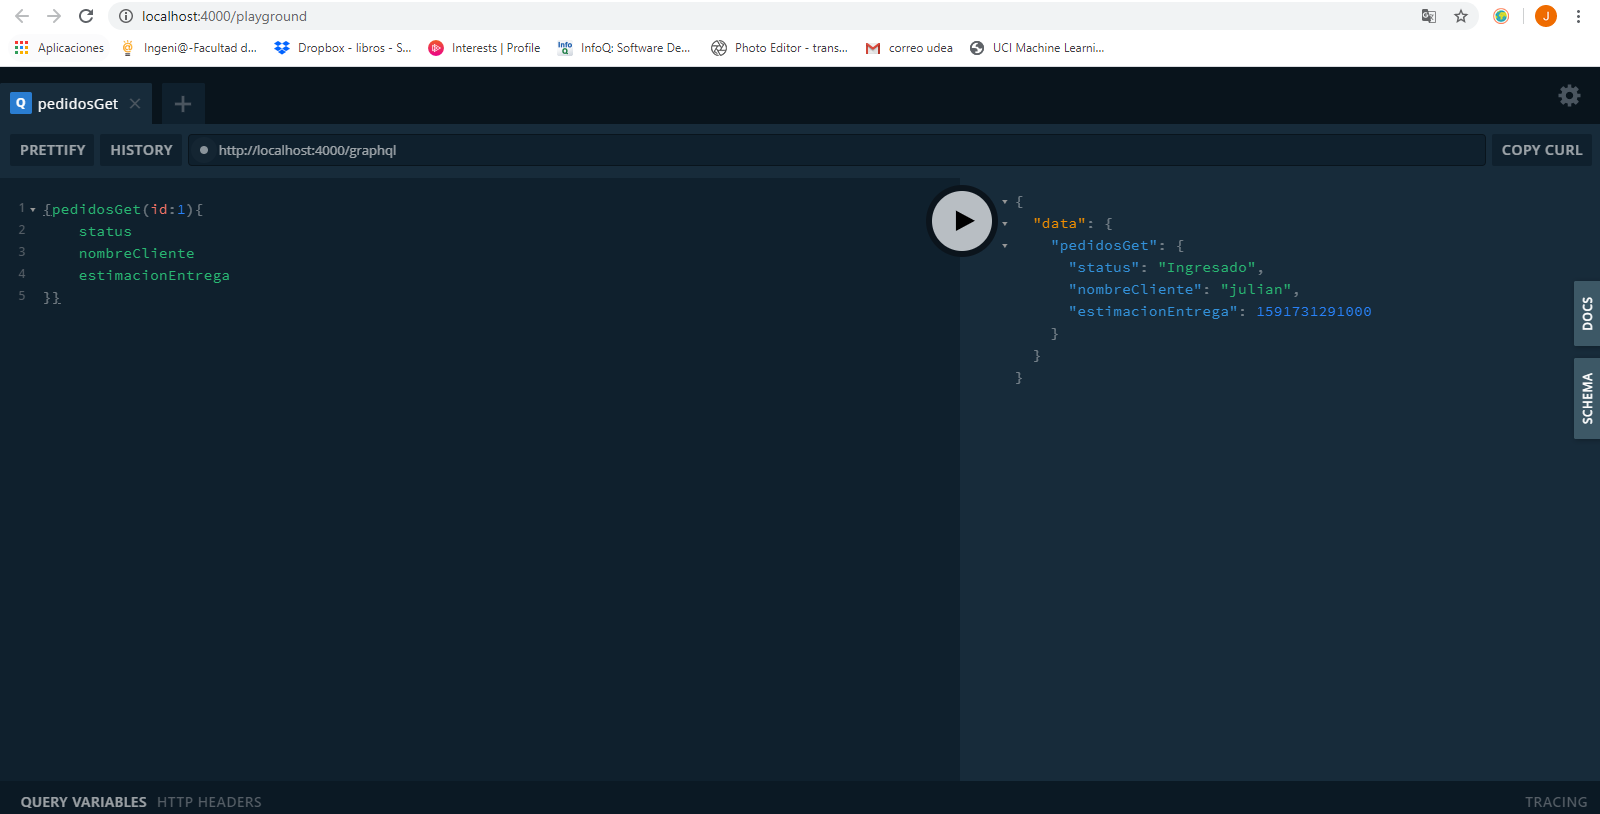 localhost:4000/playground
J
Aplicaciones
Ingeni@-Facultad d...
Dropbox - libros - S...
Interests | Profile
InfoQ: Software De...
Photo Editor - trans...
correo udea
UCI Machine Learni...
Q pedidosGet
PRETTIFY
HISTORY
http://localhost:4000/graphql
COPY CURL
1 {pedidosGet(id:1){
2 status
3 nombreCliente
4 estimacionEntrega
5 }}
{
"data": {
"pedidosGet": {
"status": "Ingresado",
"nombreCliente": "julian",
"estimacionEntrega": 1591731291000
}
}
}
DOCS
SCHEMA
QUERY VARIABLES
HTTP HEADERS
TRACING